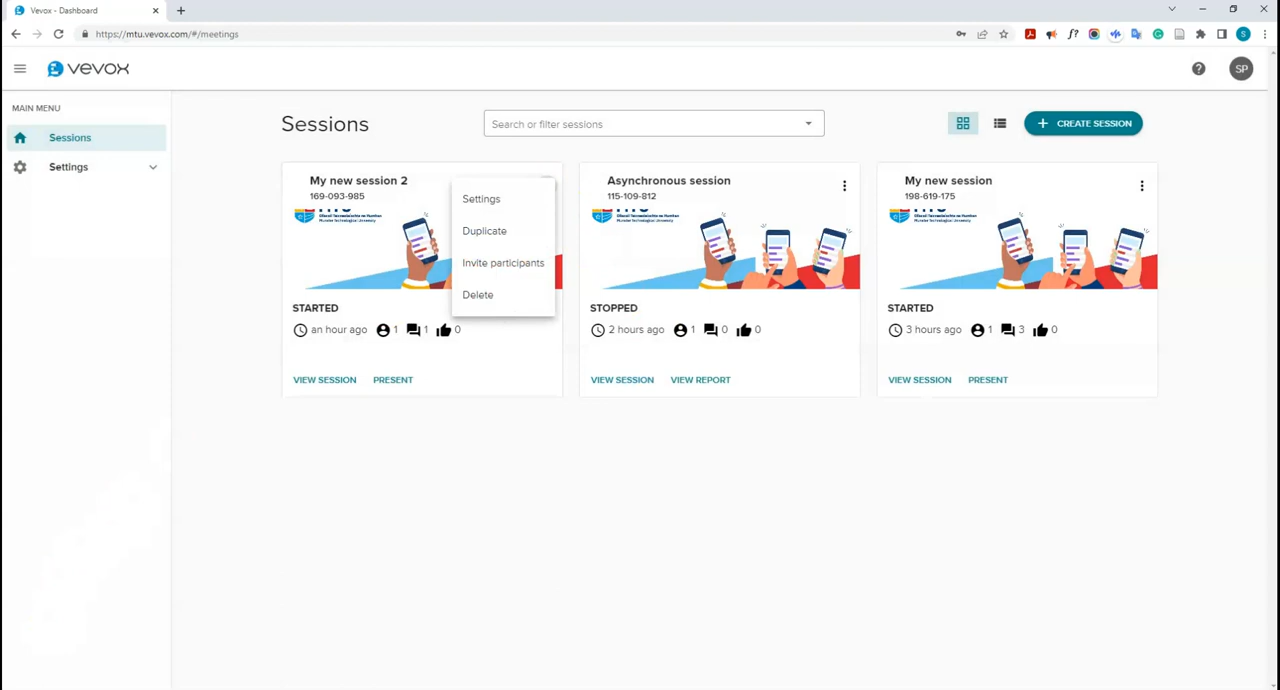 Vevox - Dashboard
https://mtu.vevox.com/#/meetings
vevox
SP
MAIN MENU
Sessions
Settings
Sessions
Search or filter sessions
CREATE SESSION
My new session 2
169-093-985
Settings
Duplicate
Invite participants
Delete
STARTED
an hour ago 1 1 0
VIEW SESSION PRESENT
Asynchronous session
115-109-812
STOPPED
2 hours ago 1 0 0
VIEW SESSION VIEW REPORT
My new session
198-619-175
STARTED
3 hours ago 1 3 0
VIEW SESSION PRESENT